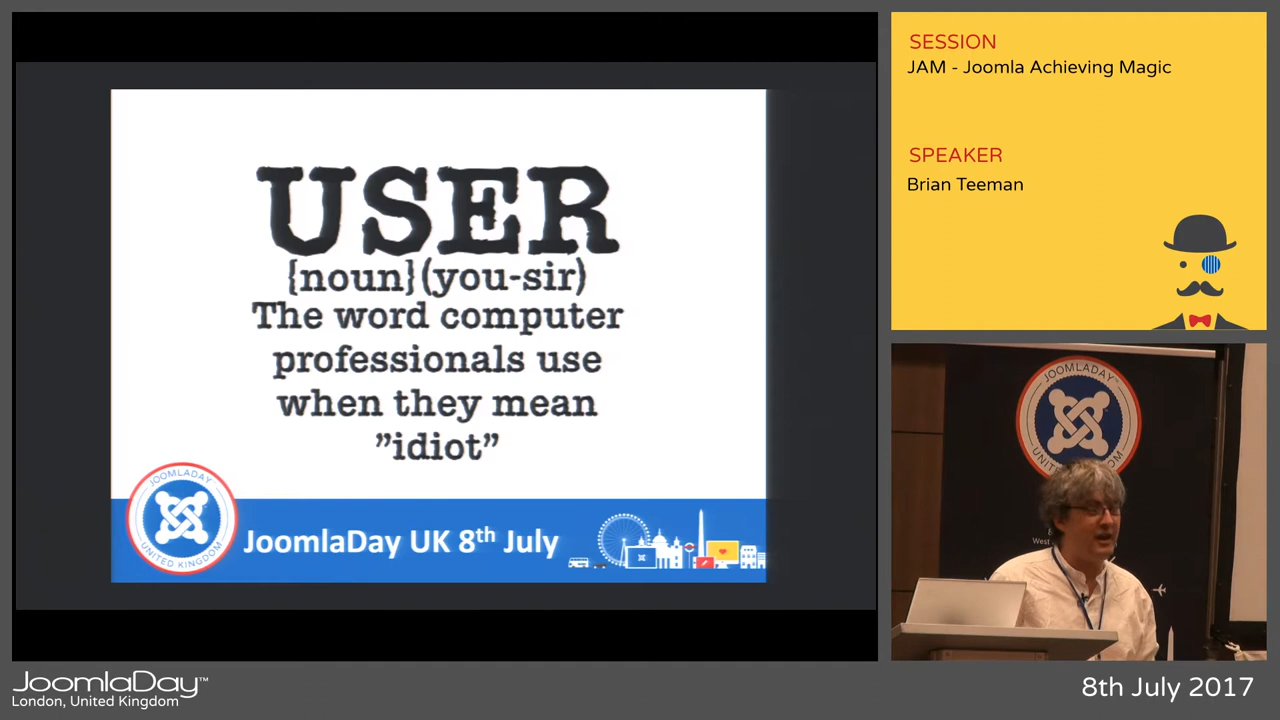 USER
{noun}(you-sir)
The word computer
professionals use
when they mean
”idiot”
JOOMLADAY
UNITED KINGDOM
JoomlaDay UK 8th July
SESSION
JAM - Joomla Achieving Magic
SPEAKER
Brian Teeman
JOOMLADAY
JoomlaDay™
London, United Kingdom
8th July 2017